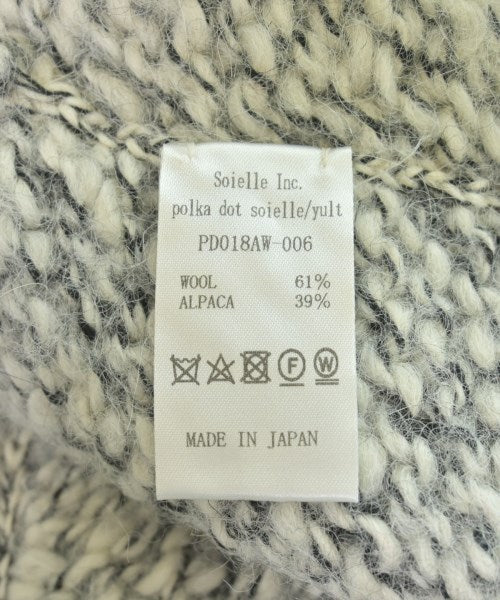 Soielle Inc.
polka dot soielle/yult
PD018AW-006
WOOL 61%
ALPACA 39%
F W
MADE IN JAPAN